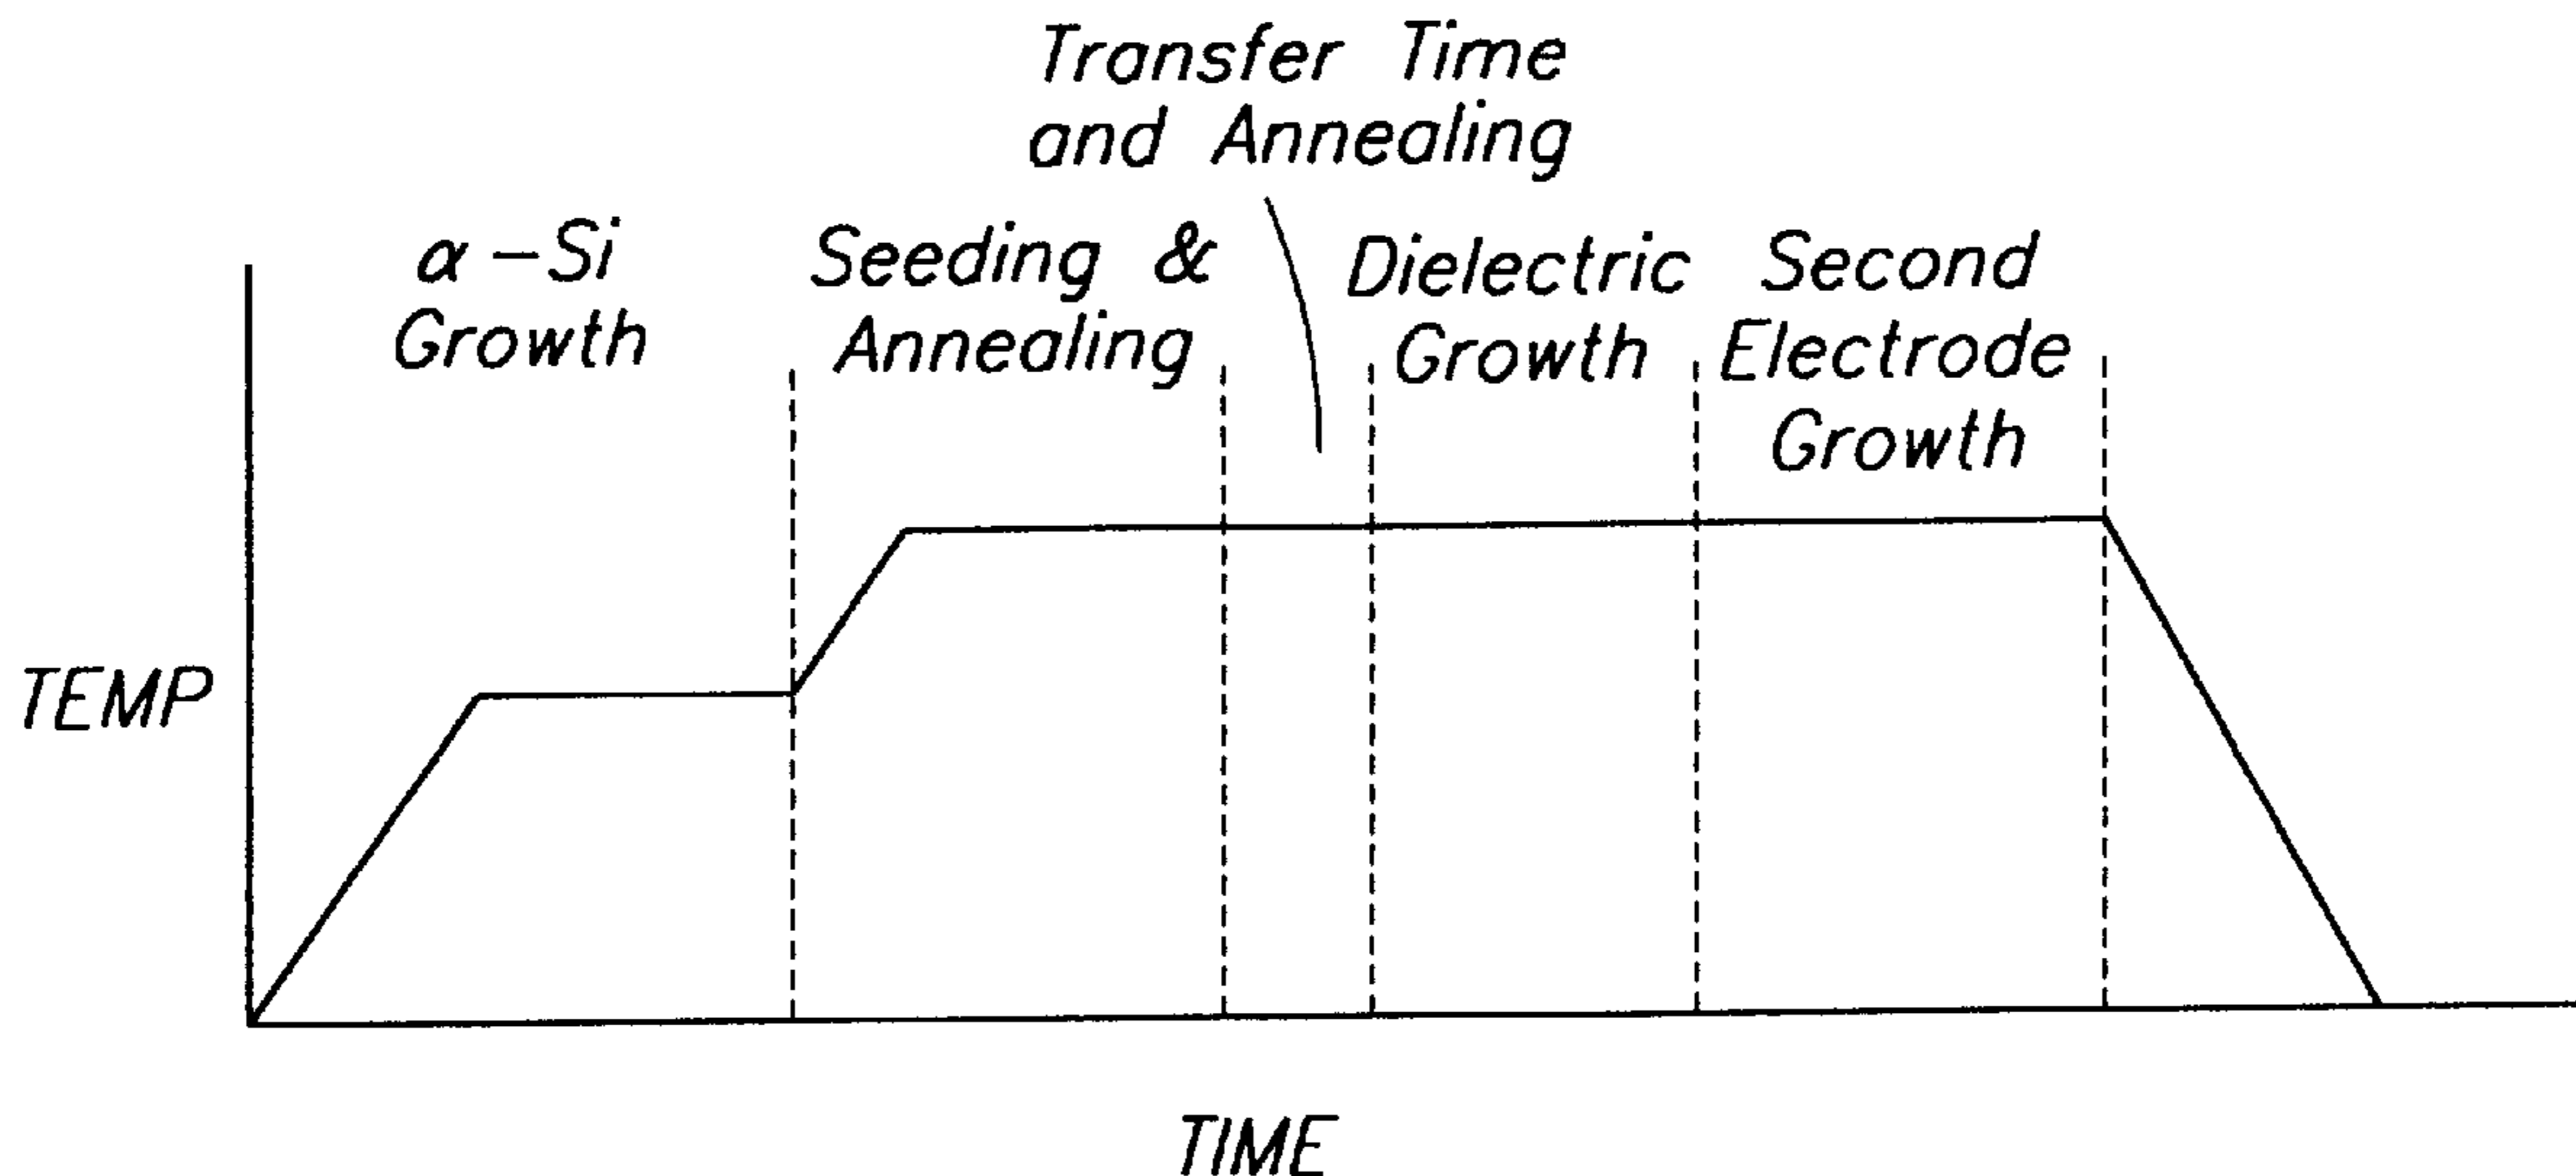 Transfer Time
and Annealing
α-Si
Growth
Seeding &
Annealing
Dielectric
Growth
Second
Electrode
Growth
TEMP
TIME